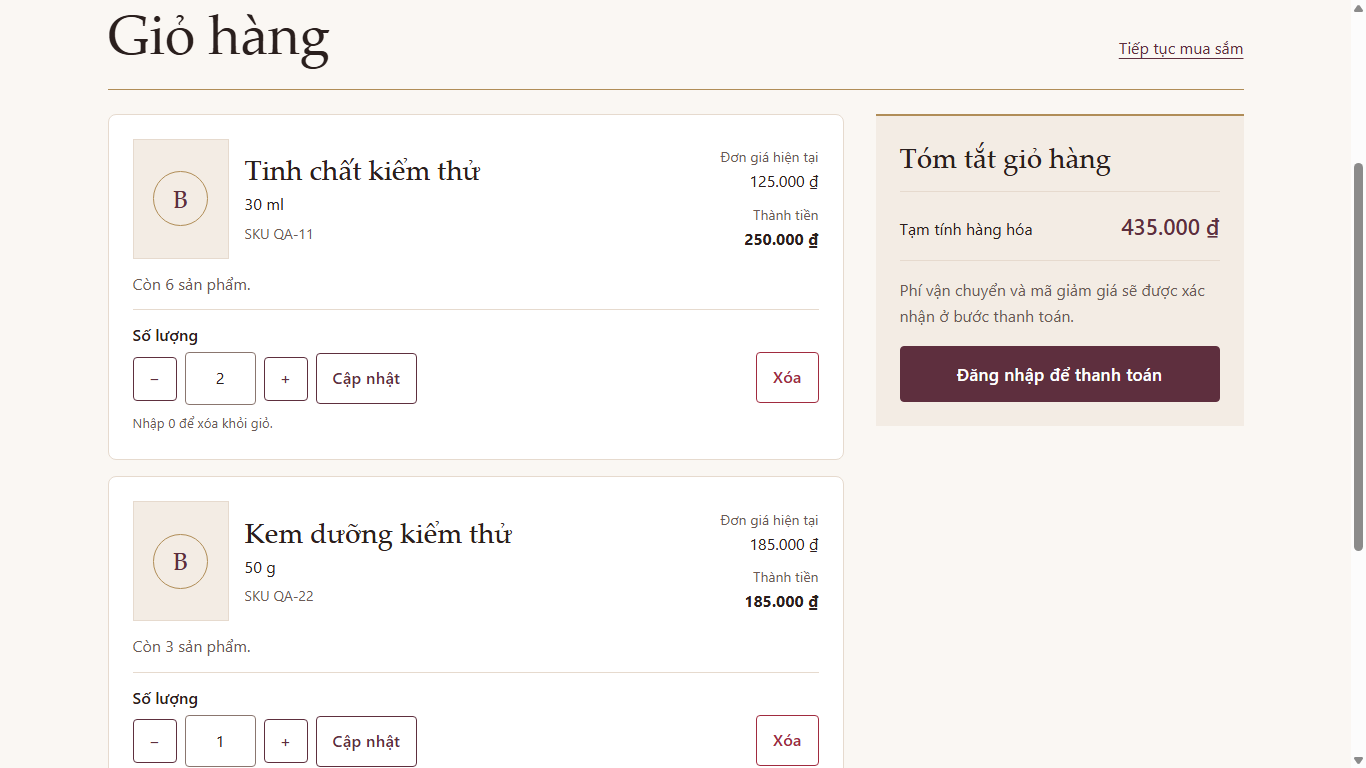 Giỏ hàng
Tiếp tục mua sắm
B
Tinh chất kiểm thử
30 ml
SKU QA-11
Đơn giá hiện tại
125.000 ₫
Thành tiền
250.000 ₫
Còn 6 sản phẩm.
Số lượng
− 2 + Cập nhật Xóa
Nhập 0 để xóa khỏi giỏ.
B
Kem dưỡng kiểm thử
50 g
SKU QA-22
Đơn giá hiện tại
185.000 ₫
Thành tiền
185.000 ₫
Còn 3 sản phẩm.
Số lượng
− 1 + Cập nhật Xóa
Tóm tắt giỏ hàng
Tạm tính hàng hóa 435.000 ₫
Phí vận chuyển và mã giảm giá sẽ được xác
nhận ở bước thanh toán.
Đăng nhập để thanh toán